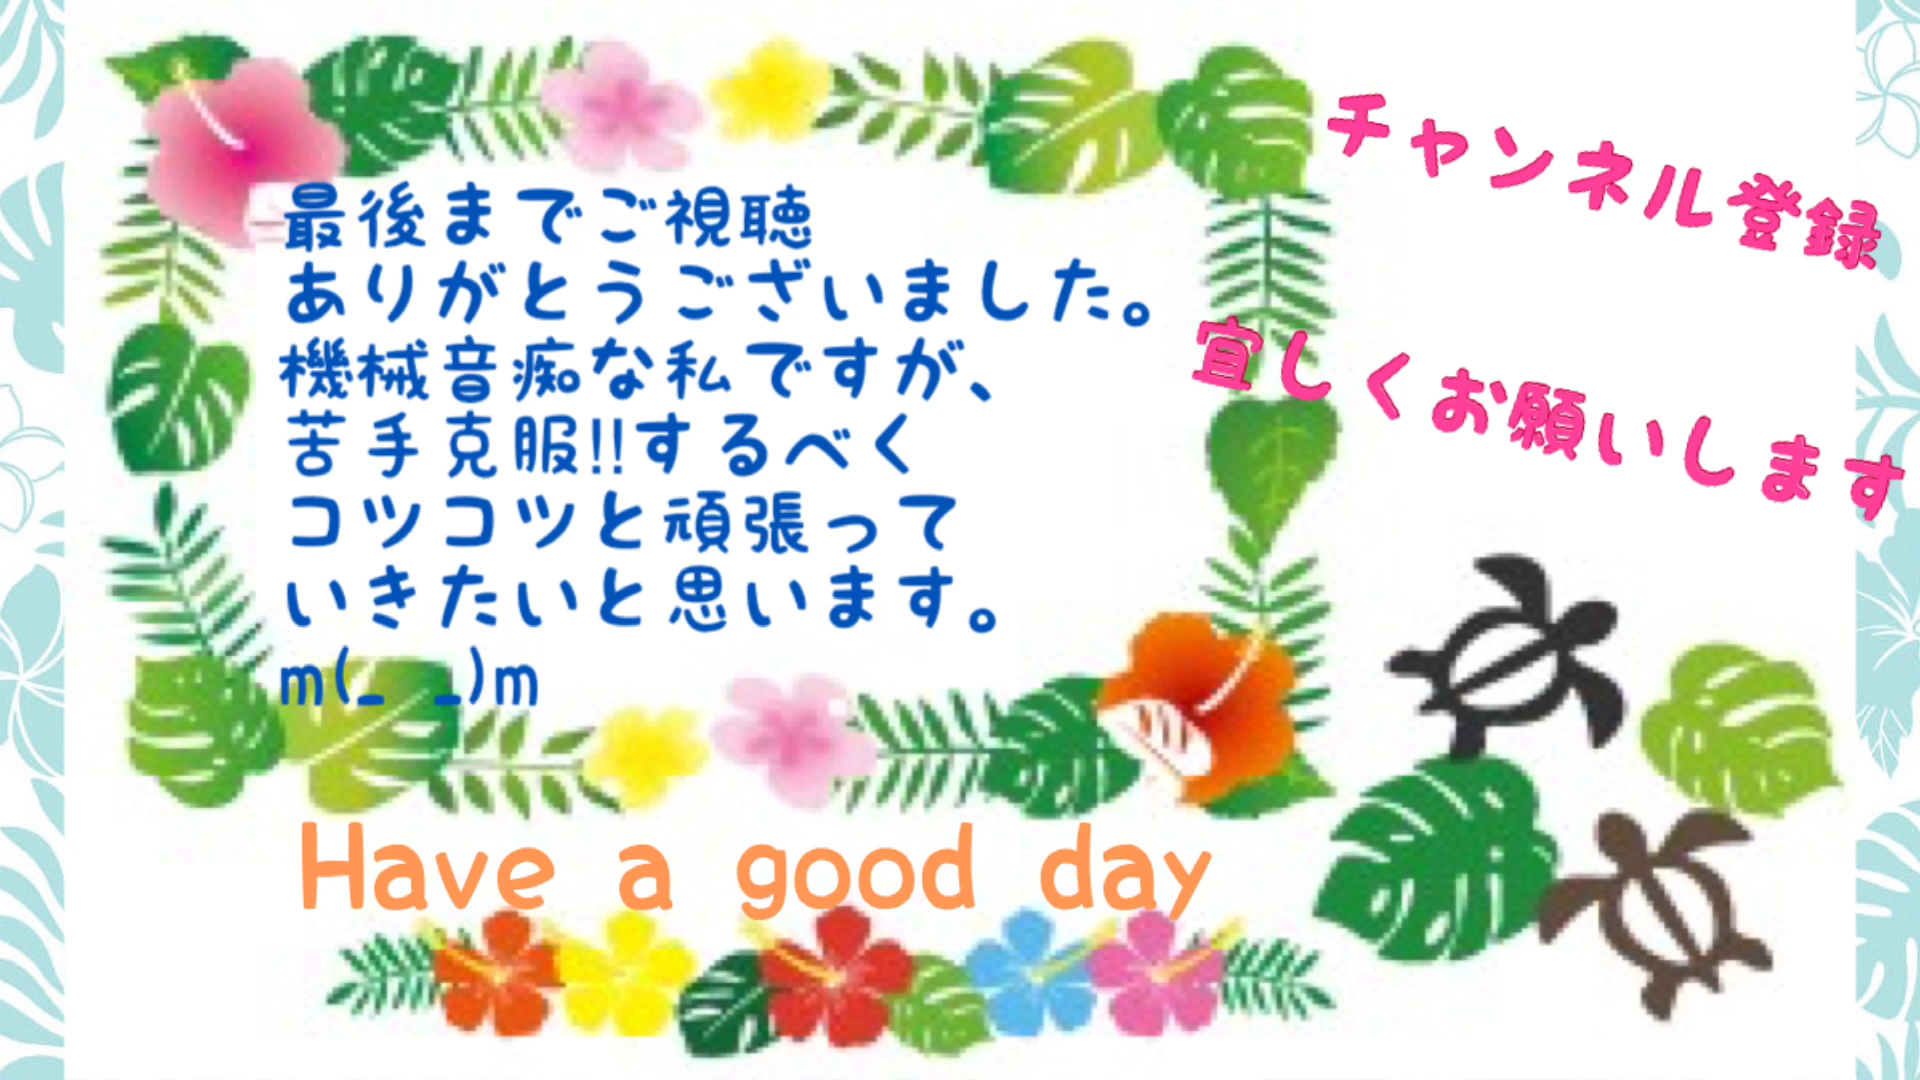 最後までご視聴
ありがとうございました。
機械音痴な私ですが、
苦手克服!!するべく
コツコツと頑張って
いきたいと思います。
m(_ _)m
チャンネル登録
宜しくお願いします
Have a good day